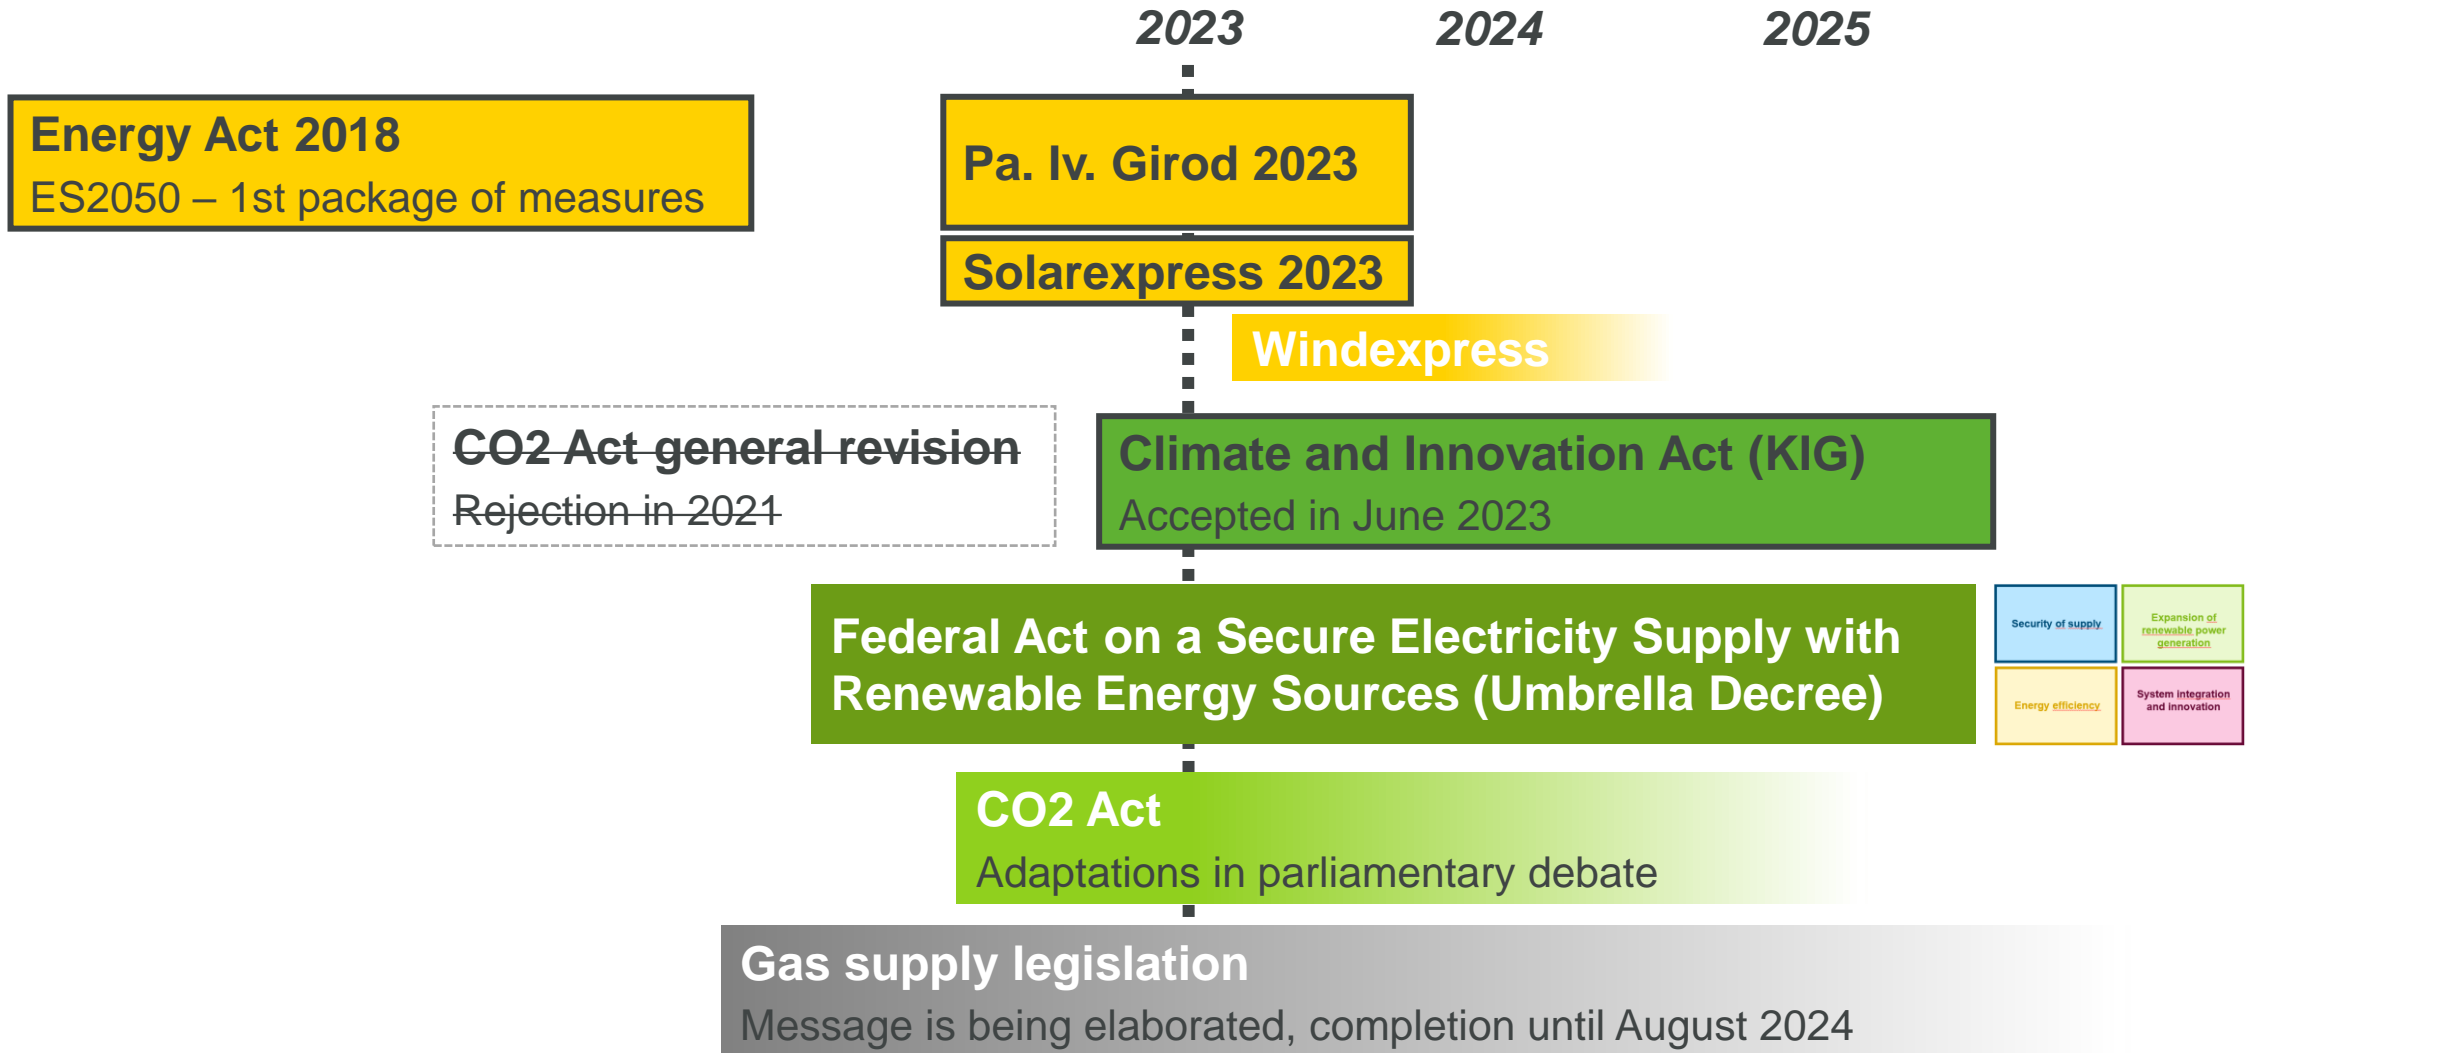 2023
2024
2025
Energy Act 2018
ES2050 – 1st package of measures
Pa. Iv. Girod 2023
Solarexpress 2023
Windexpress
CO2 Act general revision
Rejection in 2021
Climate and Innovation Act (KIG)
Accepted in June 2023
Federal Act on a Secure Electricity Supply with
Renewable Energy Sources (Umbrella Decree)
Security of supply
Expansion of
renewable power
generation
Energy efficiency
System integration
and innovation
CO2 Act
Adaptations in parliamentary debate
Gas supply legislation
Message is being elaborated, completion until August 2024